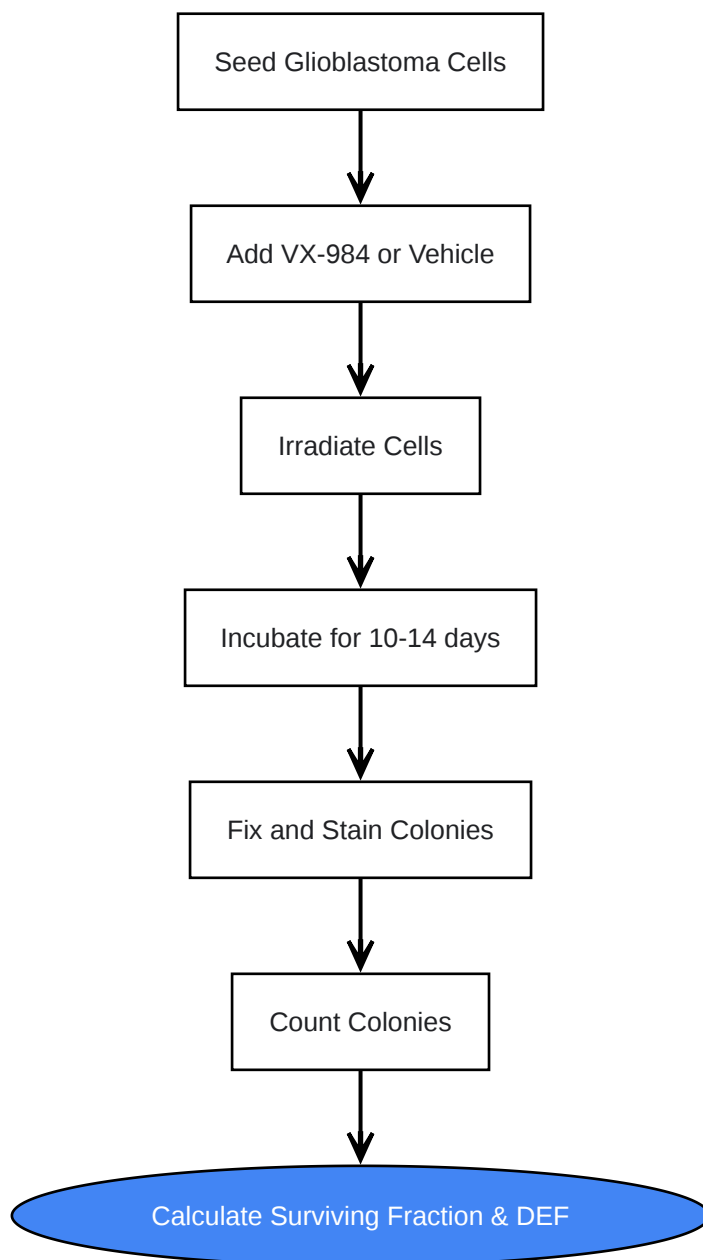 Seed Glioblastoma Cells
Add VX-984 or Vehicle
Irradiate Cells
Incubate for 10-14 days
Fix and Stain Colonies
Count Colonies
Calculate Surviving Fraction & DEF